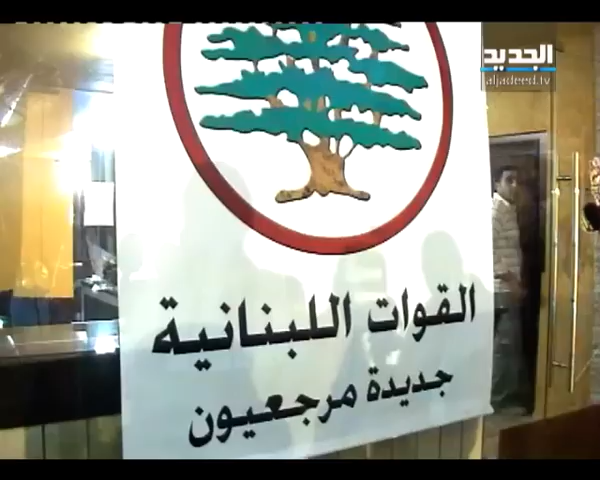 الجديد
aljadeed.tv
القوات اللبنانية
جديدة مرجعيون